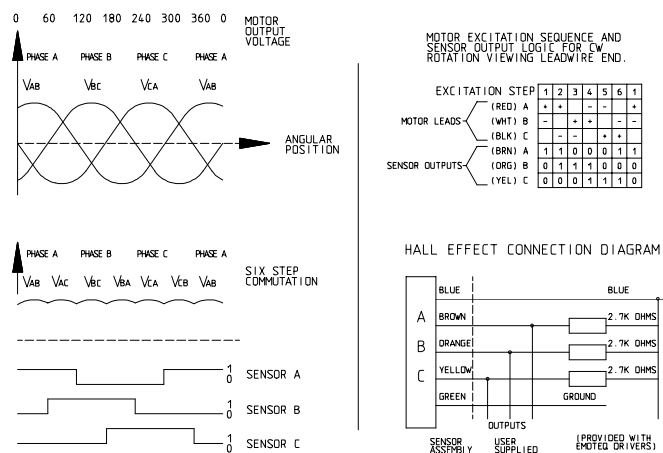 0 60 120 180 240 300 360 0
MOTOR
OUTPUT
VOLTAGE
PHASE A PHASE B PHASE C PHASE A
VAB VBC VCA VAB
ANGULAR
POSITION
PHASE A PHASE B PHASE C PHASE A
VAB VAC VBC VBA VCA VCB VAB
SIX STEP
COMMUTATION
1
0 SENSOR A
1
0 SENSOR B
1
0 SENSOR C
MOTOR EXCITATION SEQUENCE AND
SENSOR OUTPUT LOGIC FOR CW
ROTATION VIEWING LEADWIRE END.
EXCITATION STEP 1 2 3 4 5 6 1
MOTOR LEADS
(RED) A + + - - +
(WHT) B - + + - -
(BLK) C - - + +
SENSOR OUTPUTS
(BRN) A 1 1 0 0 0 1 1
(ORG) B 0 1 1 1 0 0 0
(YEL) C 0 0 0 1 1 1 0
HALL EFFECT CONNECTION DIAGRAM
A
B
C
BLUE BLUE
BROWN 2.7K OHMS
ORANGE 2.7K OHMS
YELLOW 2.7K OHMS
GREEN GROUND
OUTPUTS
SENSOR
ASSEMBLY
USER
SUPPLIED
(PROVIDED WITH
EMOTEQ DRIVERS)